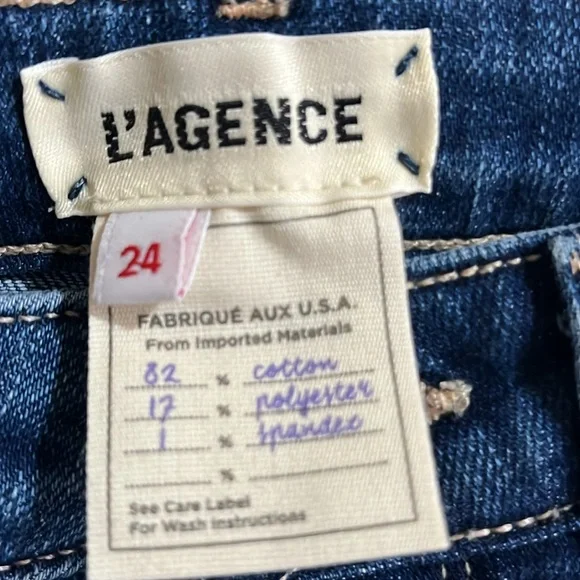 L'AGENCE
24
FABRIQUÉ AUX U.S.A.
From Imported Materials
82 % cotton
17 % polyester
1 % spandex
%
See Care Label
For Wash Instructions